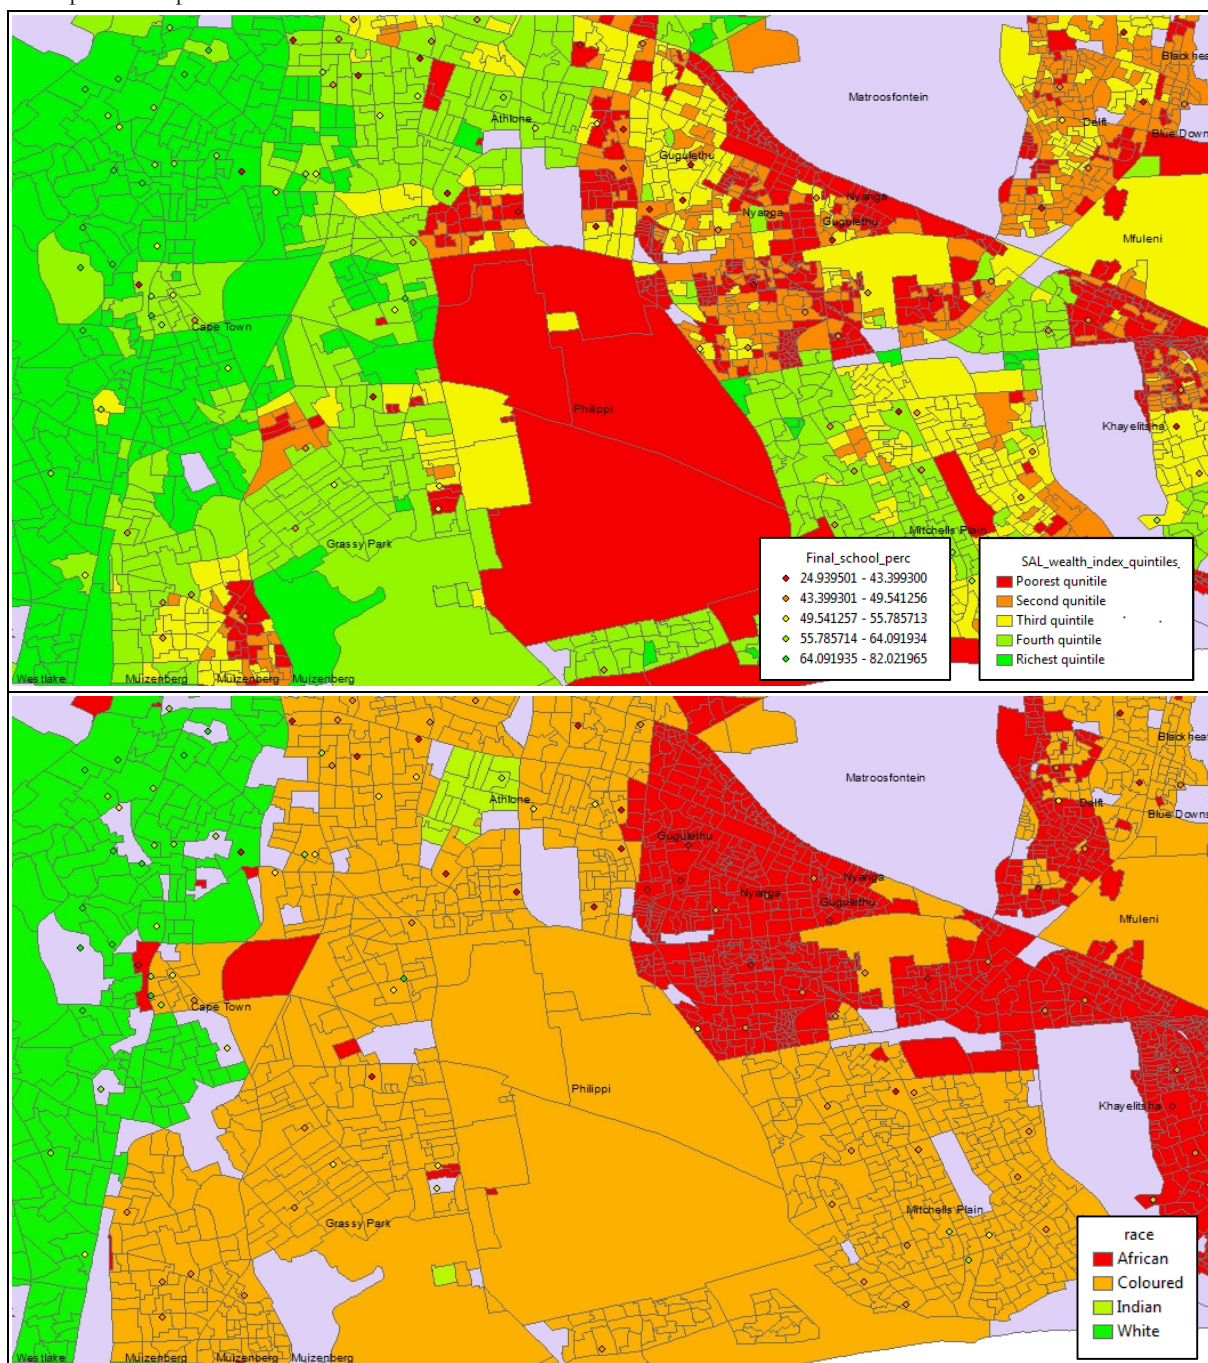 Matroosfontein
Blackhea
Athlone
Delft
Blue Down
Gugulethu
Nyanga
Nyanga
Gugulethu
Mfuleni
Cape Town
Philippi
Khayelitsha
Mitchells Plain
Grassy Park
Westlake
Muizenberg
Muizenberg
Muizenberg
Final_school_perc
24.939501 - 43.399300
43.399301 - 49.541256
49.541257 - 55.785713
55.785714 - 64.091934
64.091935 - 82.021965
SAL_wealth_index_quintiles_
Poorest qunitile
Second qunitile
Third quintile
Fourth quintile
Richest quintile
Blackheat
Matroosfontein
Athlone
Delft
Blue Downs
Gugulethu
Nyanga
Nyanga
Gugulethu
Mfuleni
Cape Town
Philippi
Khayelitsha
Mitchells Plain
Grassy Park
Westlake
Muizenberg
Muizenberg
Muizenberg
race
African
Coloured
Indian
White